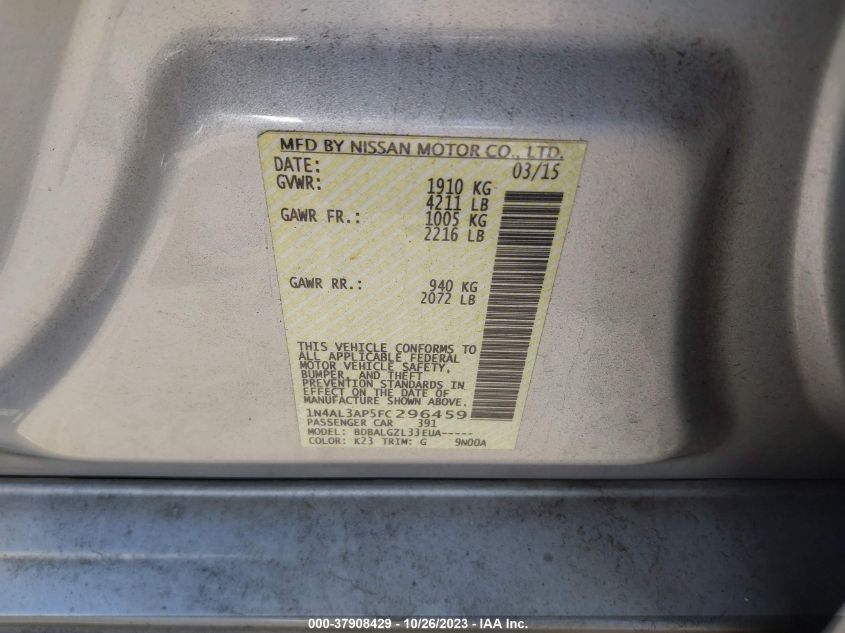 MFD BY NISSAN MOTOR CO., LTD.
DATE: 03/15
GVWR: 1910 KG
4211 LB
GAWR FR.: 1005 KG
2216 LB
GAWR RR.: 940 KG
2072 LB
THIS VEHICLE CONFORMS TO
ALL APPLICABLE FEDERAL
MOTOR VEHICLE SAFETY,
BUMPER, AND THEFT
PREVENTION STANDARDS IN
EFFECT ON THE DATE OF
MANUFACTURE SHOWN ABOVE.
1N4AL3AP5FC296459
PASSENGER CAR 391
MODEL: BDBALGZL33EUA-----
COLOR: K23 TRIM: G 9N00A
000-37908429 - 10/26/2023 - IAA Inc.